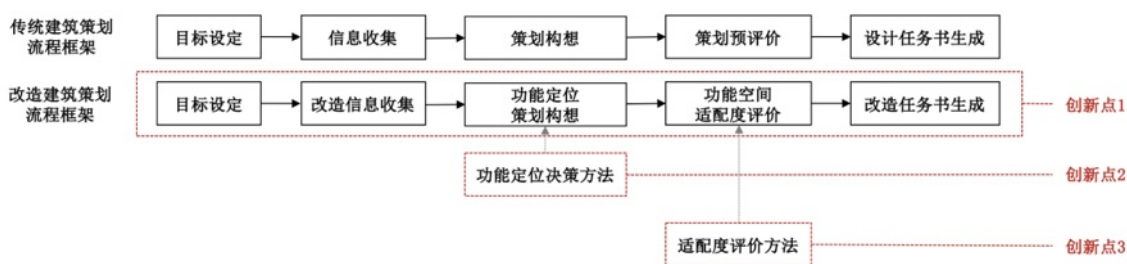 传统建筑策划
流程框架
目标设定
信息收集
策划构想
策划预评价
设计任务书生成
改造建筑策划
流程框架
目标设定
改造信息收集
功能定位
策划构想
功能空间
适配度评价
改造任务书生成
创新点1
功能定位决策方法
创新点2
适配度评价方法
创新点3